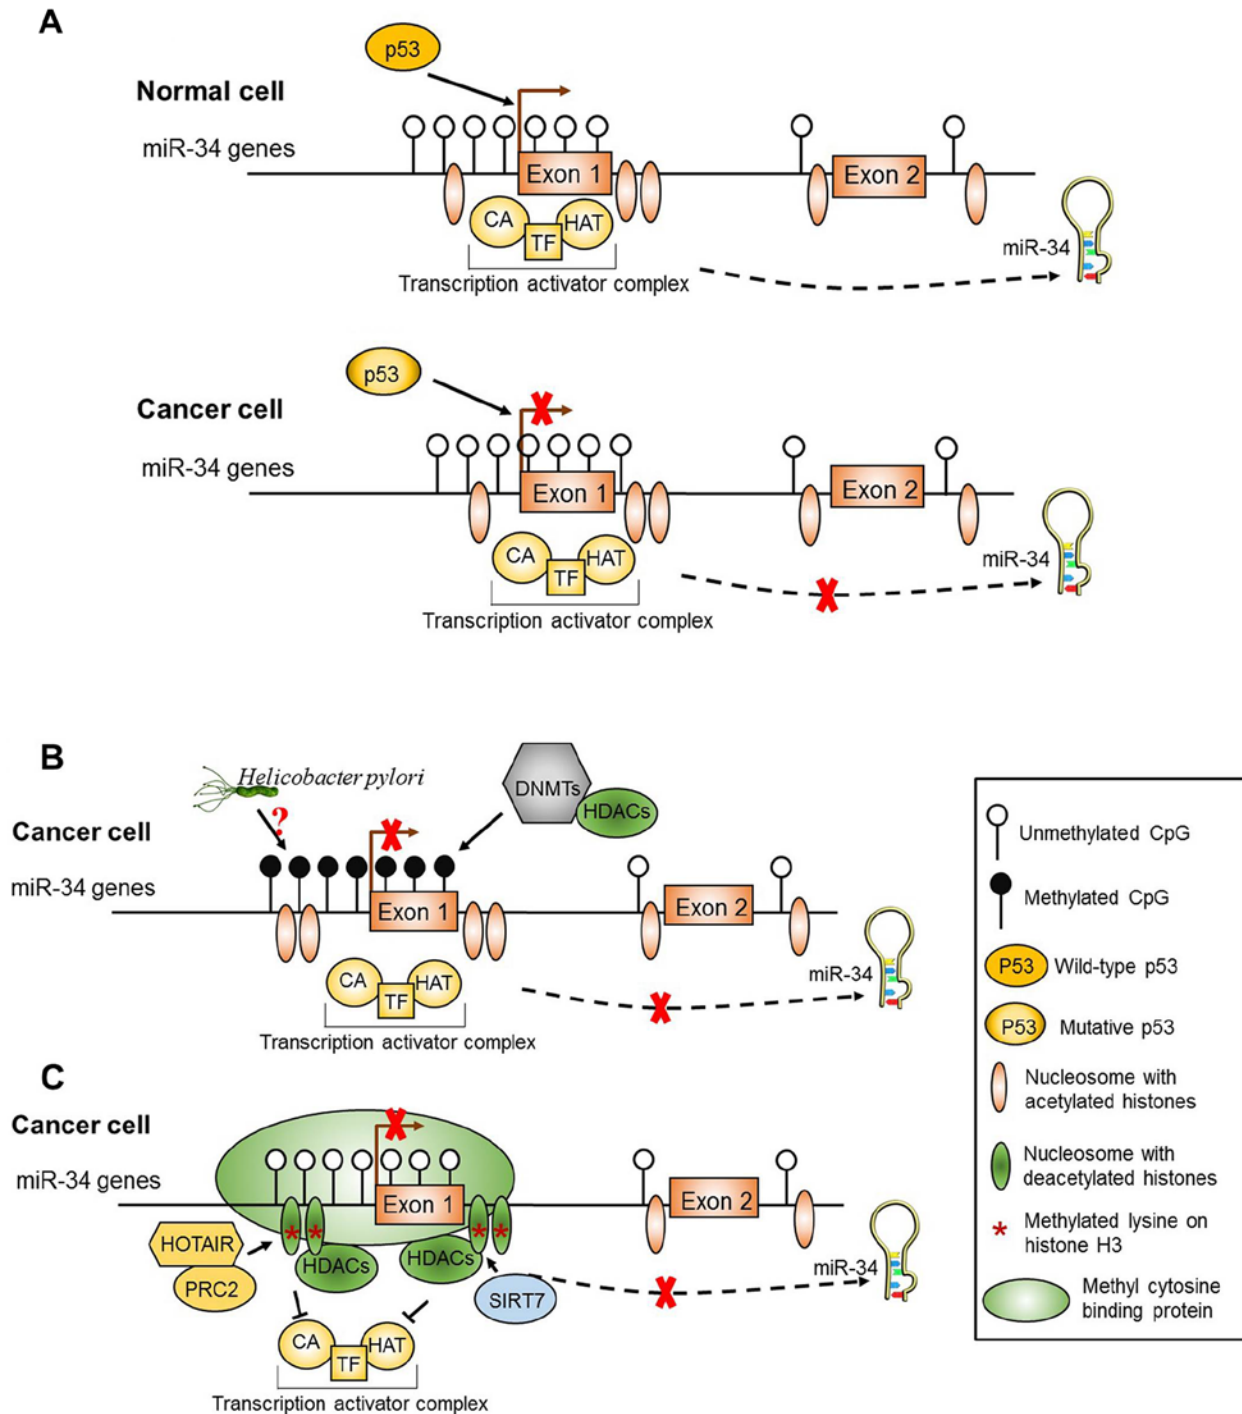 A
p53
Normal cell
miR-34 genes
Exon 1
Exon 2
CA
TF
HAT
miR-34
Transcription activator complex
p53
Cancer cell
miR-34 genes
Exon 1
Exon 2
CA
TF
HAT
miR-34
Transcription activator complex
B
Helicobacter pylori
?
DNMTs
HDACs
Cancer cell
miR-34 genes
Exon 1
Exon 2
CA
TF
HAT
miR-34
Transcription activator complex
C
Cancer cell
miR-34 genes
Exon 1
Exon 2
* * * *
HOTAIR
PRC2
HDACs
HDACs
SIRT7
miR-34
CA
TF
HAT
Transcription activator complex
Unmethylated CpG
Methylated CpG
P53 Wild-type p53
P53 Mutative p53
Nucleosome with
acetylated histones
Nucleosome with
deacetylated histones
* Methylated lysine on
histone H3
Methyl cytosine
binding protein